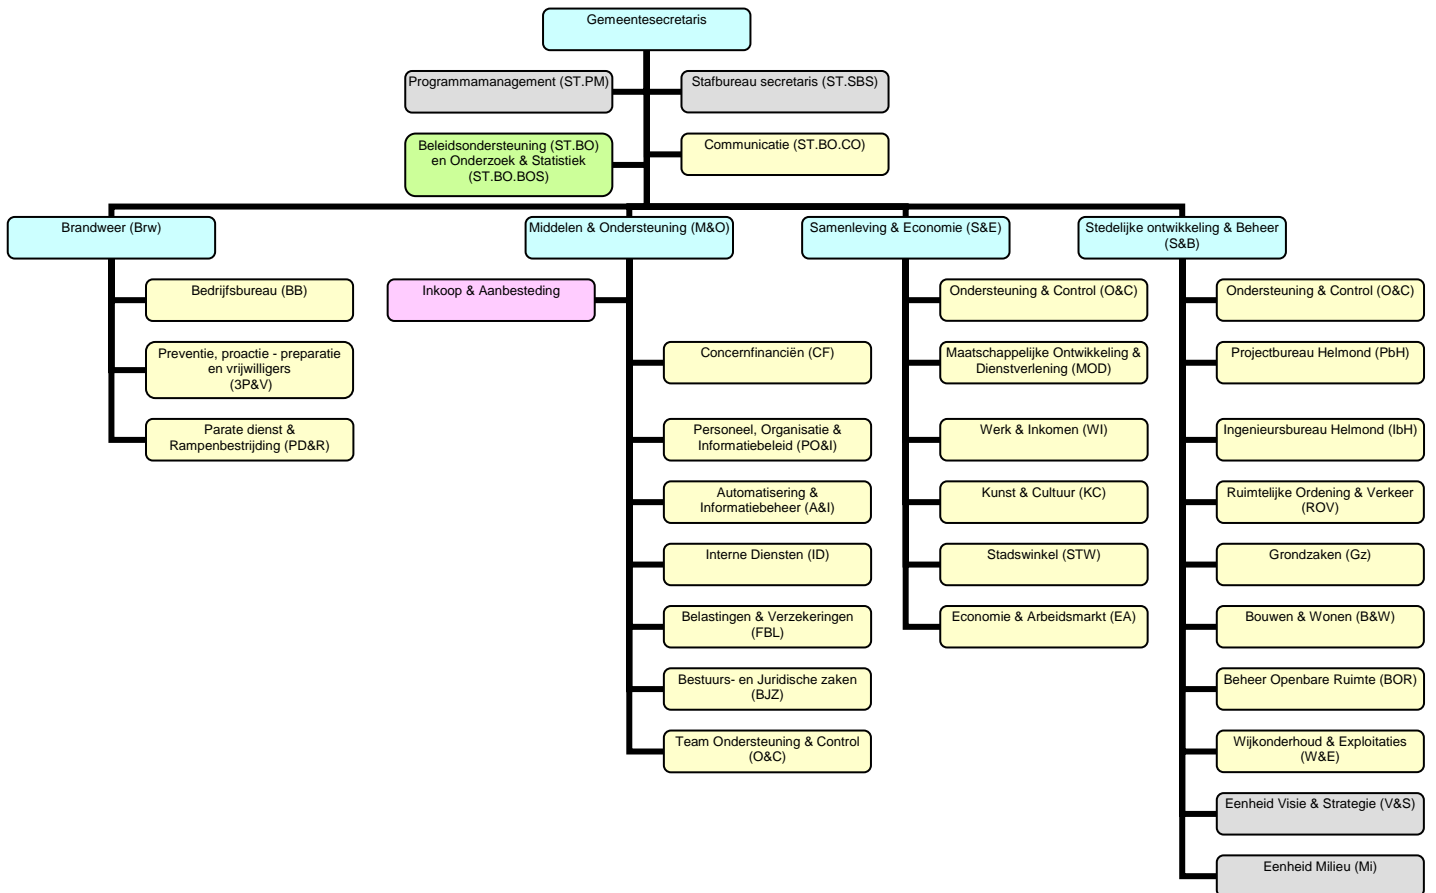 Gemeentesecretaris
Programmamanagement (ST.PM)
Stafbureau secretaris (ST.SBS)
Beleidsondersteuning (ST.BO)
en Onderzoek & Statistiek
(ST.BO.BOS)
Communicatie (ST.BO.CO)
Brandweer (Brw)
Bedrijfsbureau (BB)
Preventie, proactie - preparatie
en vrijwilligers
(3P&V)
Parate dienst &
Rampenbestrijding (PD&R)
Middelen & Ondersteuning (M&O)
Inkoop & Aanbesteding
Concernfinanciën (CF)
Personeel, Organisatie &
Informatiebeleid (PO&I)
Automatisering &
Informatiebeheer (A&I)
Interne Diensten (ID)
Belastingen & Verzekeringen
(FBL)
Bestuurs- en Juridische zaken
(BJZ)
Team Ondersteuning & Control
(O&C)
Samenleving & Economie (S&E)
Ondersteuning & Control (O&C)
Maatschappelijke Ontwikkeling &
Dienstverlening (MOD)
Werk & Inkomen (WI)
Kunst & Cultuur (KC)
Stadswinkel (STW)
Economie & Arbeidsmarkt (EA)
Stedelijke ontwikkeling & Beheer
(S&B)
Ondersteuning & Control (O&C)
Projectbureau Helmond (PbH)
Ingenieursbureau Helmond (IbH)
Ruimtelijke Ordening & Verkeer
(ROV)
Grondzaken (Gz)
Bouwen & Wonen (B&W)
Beheer Openbare Ruimte (BOR)
Wijkonderhoud & Exploitaties
(W&E)
Eenheid Visie & Strategie (V&S)
Eenheid Milieu (Mi)